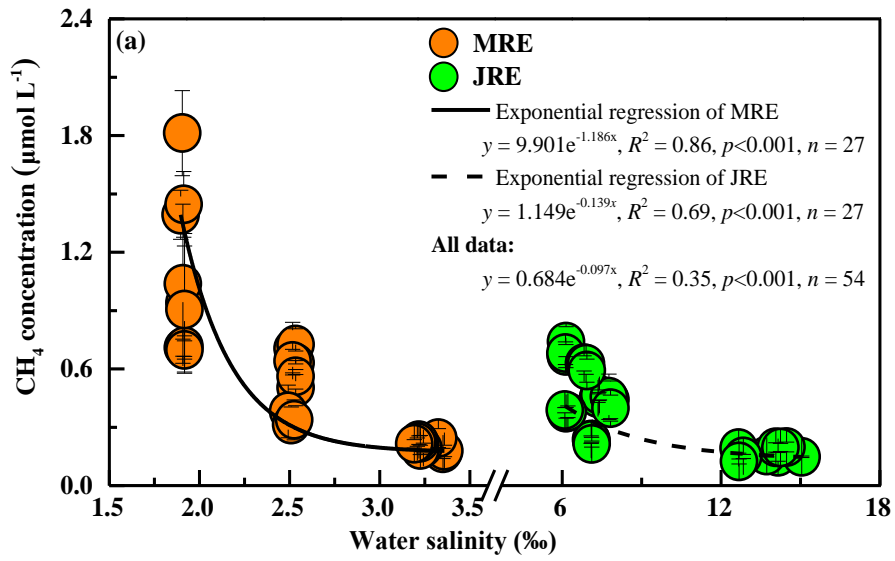 (a)
MRE
JRE
Exponential regression of MRE
y = 9.901e^-1.186x, R^2 = 0.86, p<0.001, n = 27
Exponential regression of JRE
y = 1.149e^-0.139x, R^2 = 0.69, p<0.001, n = 27
All data:
y = 0.684e^-0.097x, R^2 = 0.35, p<0.001, n = 54
CH₄ concentration (μmol L⁻¹)
2.4
1.8
1.2
0.6
0.0
1.5 2.0 2.5 3.0 3.5 6 12 18
Water salinity (‰)